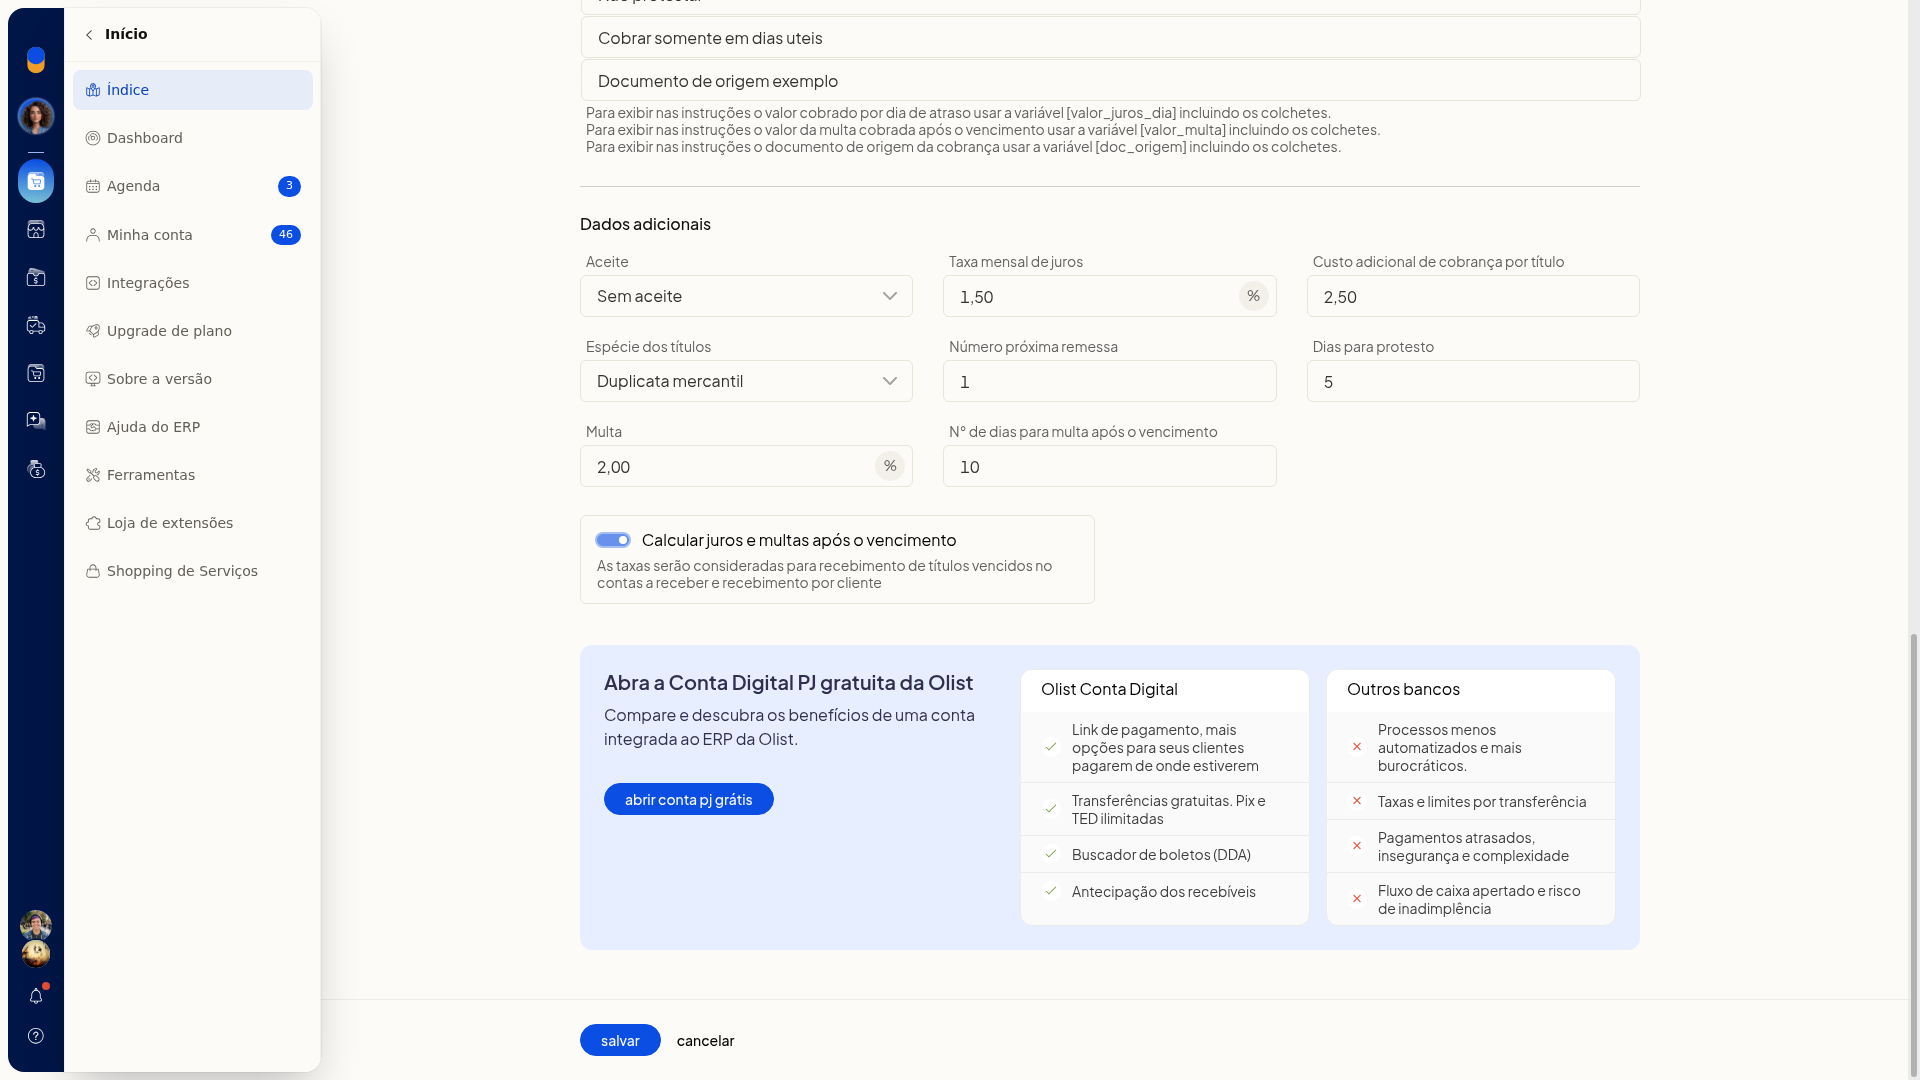 Início
Índice
Dashboard
Agenda
3
Minha conta
46
Integrações
Upgrade de plano
Sobre a versão
Ajuda do ERP
Ferramentas
Loja de extensões
Shopping de Serviços
Cobrar somente em dias uteis
Documento de origem exemplo
Para exibir nas instruções o valor cobrado por dia de atraso usar a variável [valor_juros_dia] incluindo os colchetes.
Para exibir nas instruções o valor da multa cobrada após o vencimento usar a variável [valor_multa] incluindo os colchetes.
Para exibir nas instruções o documento de origem da cobrança usar a variável [doc_origem] incluindo os colchetes.
Dados adicionais
Aceite
Sem aceite
Taxa mensal de juros
1,50
%
Custo adicional de cobrança por título
2,50
Espécie dos títulos
Duplicata mercantil
Número próxima remessa
1
Dias para protesto
5
Multa
2,00
%
N° de dias para multa após o vencimento
10
Calcular juros e multas após o vencimento
As taxas serão consideradas para recebimento de títulos vencidos no
contas a receber e recebimento por cliente
Abra a Conta Digital PJ gratuita da Olist
Compare e descubra os benefícios de uma conta
integrada ao ERP da Olist.
abrir conta pj grátis
Olist Conta Digital
Link de pagamento, mais
opções para seus clientes
pagarem de onde estiverem
Transferências gratuitas. Pix e
TED ilimitadas
Buscador de boletos (DDA)
Antecipação dos recebíveis
Outros bancos
Processos menos
automatizados e mais
burocráticos.
Taxas e limites por transferência
Pagamentos atrasados,
insegurança e complexidade
Fluxo de caixa apertado e risco
de inadimplência
salvar
cancelar